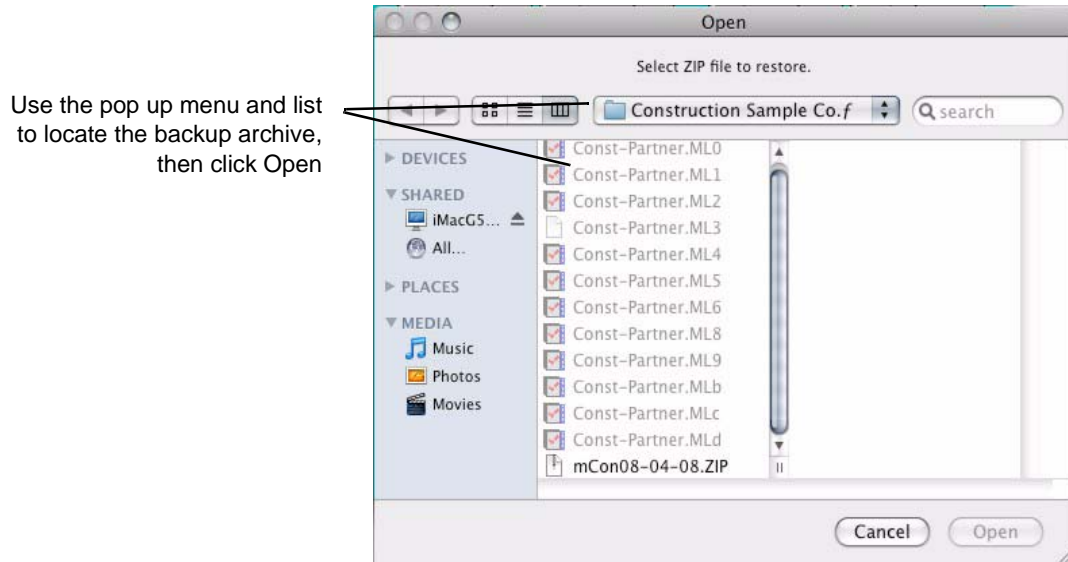 Open
Select ZIP file to restore.
Use the pop up menu and list
to locate the backup archive,
then click Open
Construction Sample Co.ƒ
search
DEVICES
SHARED
iMacG5...
All...
PLACES
MEDIA
Music
Photos
Movies
Const-Partner.ML0
Const-Partner.ML1
Const-Partner.ML2
Const-Partner.ML3
Const-Partner.ML4
Const-Partner.ML5
Const-Partner.ML6
Const-Partner.ML8
Const-Partner.ML9
Const-Partner.MLb
Const-Partner.MLc
Const-Partner.MLd
mCon08-04-08.ZIP
Cancel
Open